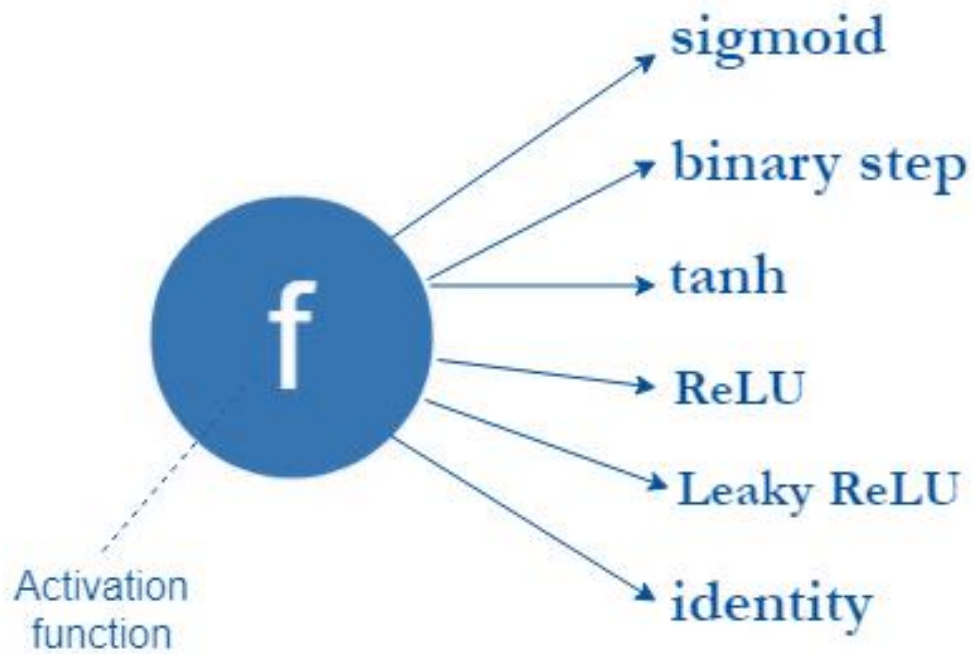 sigmoid
binary step
tanh
f
ReLU
Leaky ReLU
identity
Activation
function